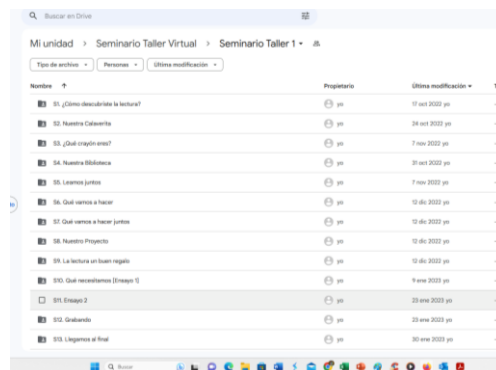 Buscar en Drive
Mi unidad > Seminario Taller Virtual > Seminario Taller 1
Tipo de archivo Personas Última modificación
Nombre Propietario Última modificación
S1. ¿Cómo descubriste la lectura? yo 17 oct 2022 yo
S2. Nuestra Calaverita yo 24 oct 2022 yo
S3. ¿Qué crayón eres? yo 7 nov 2022 yo
S4. Nuestra Biblioteca yo 31 oct 2022 yo
S5. Leamos juntos yo 7 nov 2022 yo
S6. Qué vamos a hacer yo 12 dic 2022 yo
S7. Qué vamos a hacer juntos yo 12 dic 2022 yo
S8. Nuestro Proyecto yo 12 dic 2022 yo
S9. La lectura un buen regalo yo 12 dic 2022 yo
S10. Qué necesitamos [Ensayo 1] yo 9 ene 2023 yo
S11. Ensayo 2 yo 23 ene 2023 yo
S12. Grabando yo 23 ene 2023 yo
S13. Llegamos al final yo 30 ene 2023 yo
Buscar